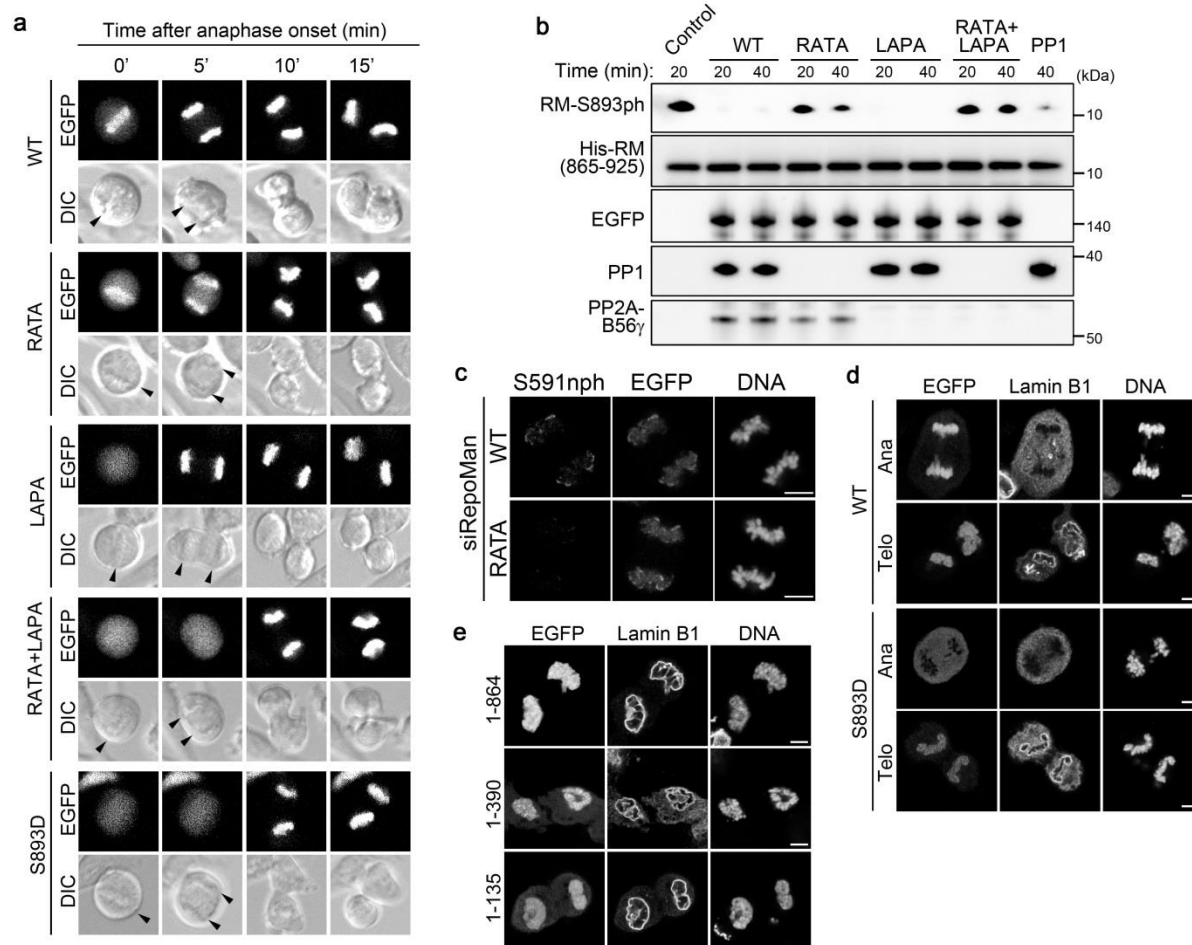 a
Time after anaphase onset (min)
0’ 5’ 10’ 15’
WT
EGFP
DIC
RATA
EGFP
DIC
LAPA
EGFP
DIC
RATA+LAPA
EGFP
DIC
S893D
EGFP
DIC
b
Control WT RATA LAPA RATA+ LAPA PP1
Time (min): 20 20 40 20 40 20 40 20 40 40 (kDa)
RM-S893ph
10
His-RM
(865-925)
10
EGFP
140
PP1
40
PP2A-
B56γ
50
c
S591nph EGFP DNA
siRepoMan
WT
RATA
d
EGFP Lamin B1 DNA
WT
Ana
Telo
S893D
Ana
Telo
e
EGFP Lamin B1 DNA
1-864
1-390
1-135